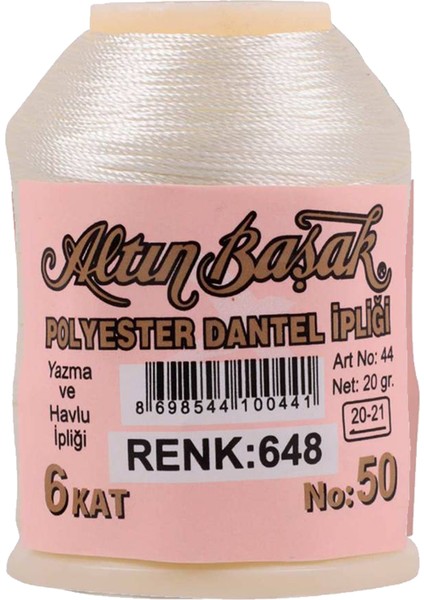 Altın Başak ®
POLYESTER DANTEL İPLİĞİ
Yazma
ve
Havlu
İpliği
8 698544 100441
Art No: 44
Net: 20 gr.
20-21
RENK:648
6 KAT
No:50